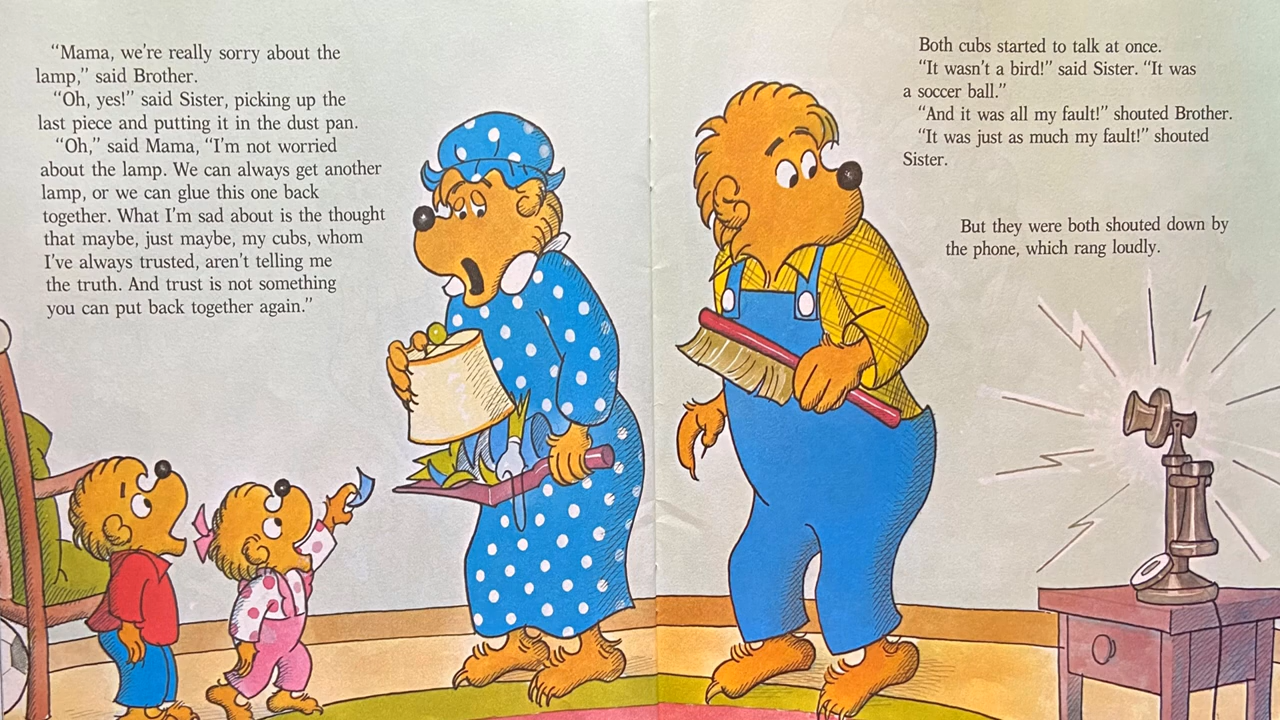 “Mama, we're really sorry about the
lamp,” said Brother.
“Oh, yes!” said Sister, picking up the
last piece and putting it in the dust pan.
“Oh,” said Mama, “I'm not worried
about the lamp. We can always get another
lamp, or we can glue this one back
together. What I'm sad about is the thought
that maybe, just maybe, my cubs, whom
I've always trusted, aren't telling me
the truth. And trust is not something
you can put back together again.”
Both cubs started to talk at once.
“It wasn't a bird!” said Sister. “It was
a soccer ball.”
“And it was all my fault!” shouted Brother.
“It was just as much my fault!” shouted
Sister.
But they were both shouted down by
the phone, which rang loudly.